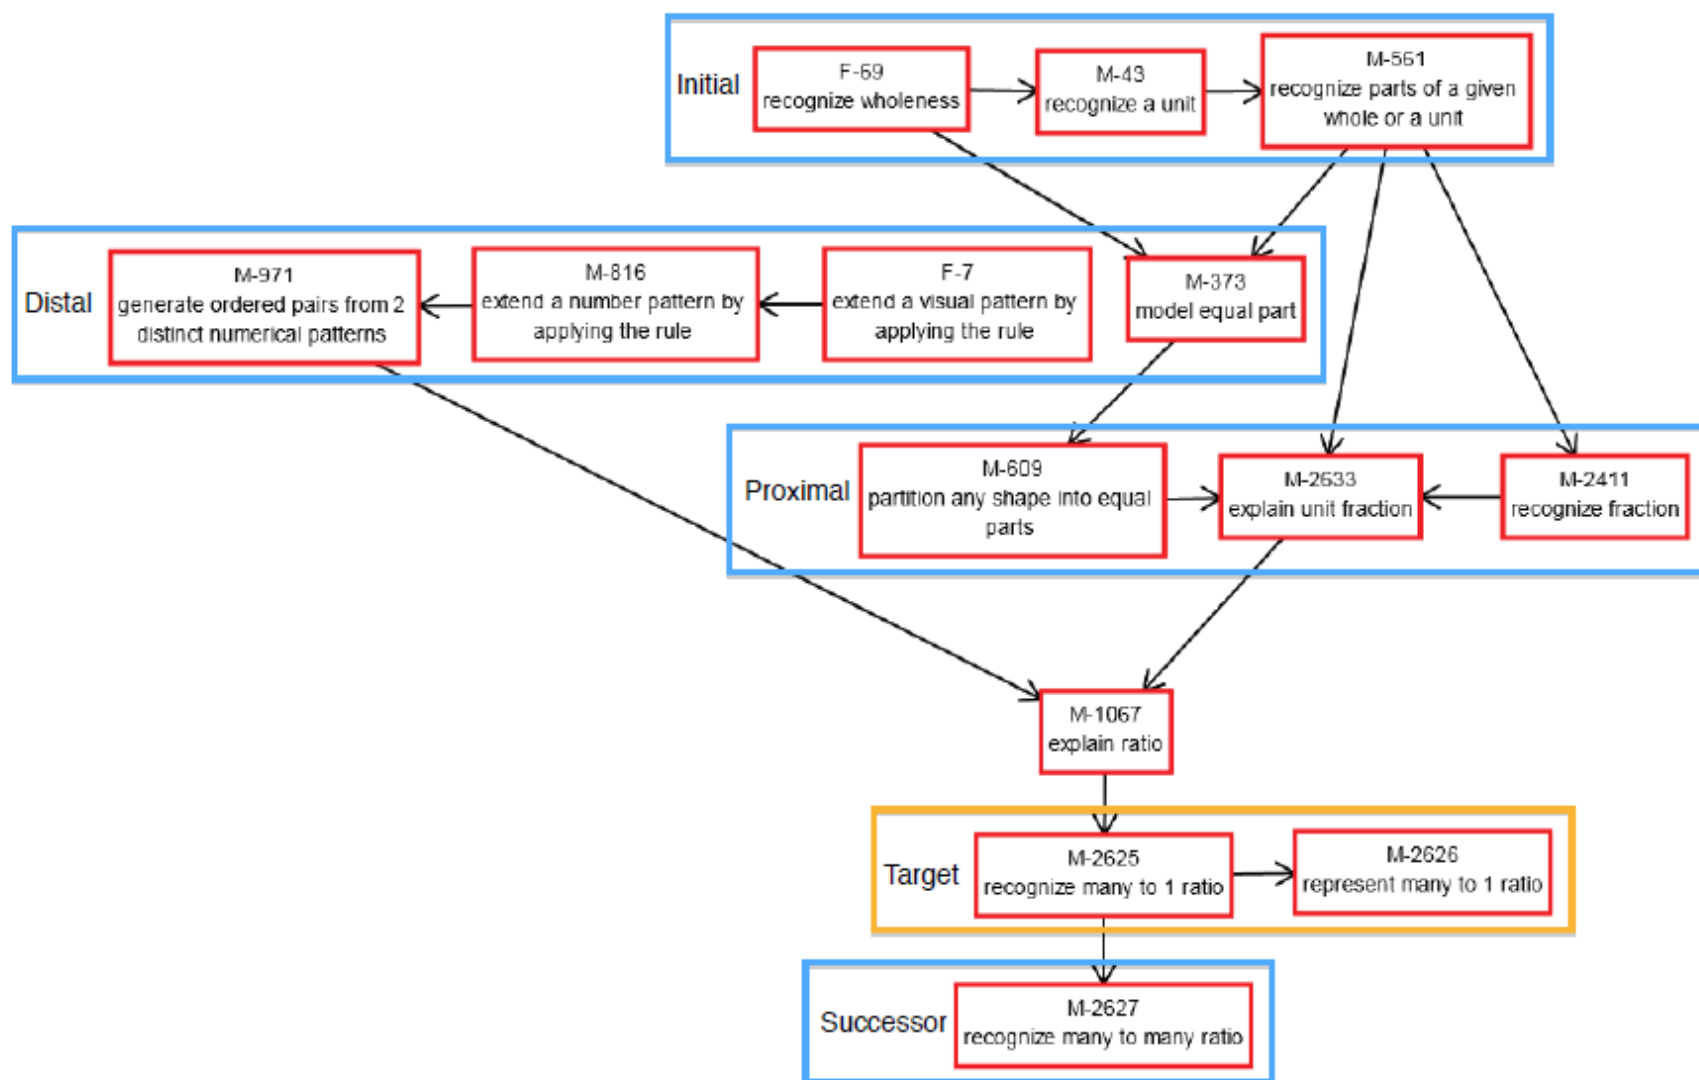 Initial
F-69
recognize wholeness
M-43
recognize a unit
M-561
recognize parts of a given
whole or a unit
Distal
M-971
generate ordered pairs from 2
distinct numerical patterns
M-816
extend a number pattern by
applying the rule
F-7
extend a visual pattern by
applying the rule
M-373
model equal part
Proximal
M-609
partition any shape into equal
parts
M-2633
explain unit fraction
M-2411
recognize fraction
M-1067
explain ratio
Target
M-2625
recognize many to 1 ratio
M-2626
represent many to 1 ratio
Successor
M-2627
recognize many to many ratio